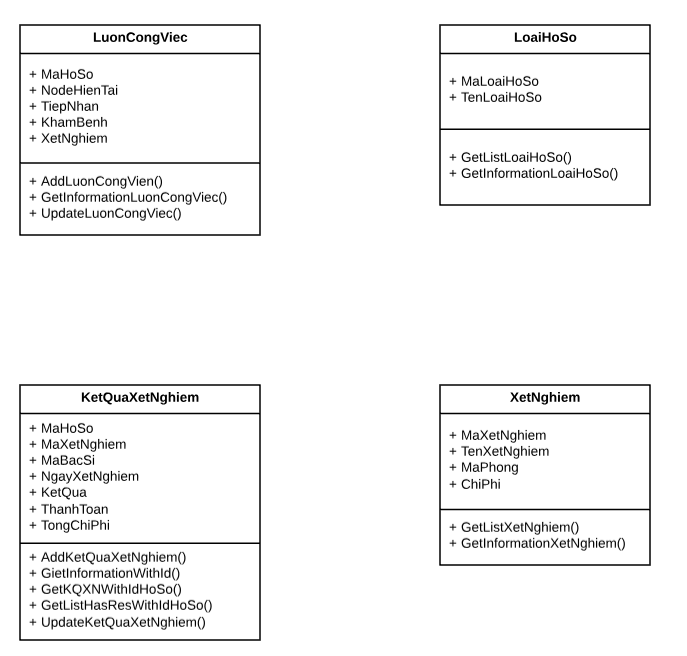 LuonCongViec
+ MaHoSo
+ NodeHienTai
+ TiepNhan
+ KhamBenh
+ XetNghiem
+ AddLuonCongVien()
+ GetInformationLuonCongViec()
+ UpdateLuonCongViec()
LoaiHoSo
+ MaLoaiHoSo
+ TenLoaiHoSo
+ GetListLoaiHoSo()
+ GetInformationLoaiHoSo()
KetQuaXetNghiem
+ MaHoSo
+ MaXetNghiem
+ MaBacSi
+ NgayXetNghiem
+ KetQua
+ ThanhToan
+ TongChiPhi
+ AddKetQuaXetNghiem()
+ GietInformationWithId()
+ GetKQXNWithIdHoSo()
+ GetListHasResWithIdHoSo()
+ UpdateKetQuaXetNghiem()
XetNghiem
+ MaXetNghiem
+ TenXetNghiem
+ MaPhong
+ ChiPhi
+ GetListXetNghiem()
+ GetInformationXetNghiem()